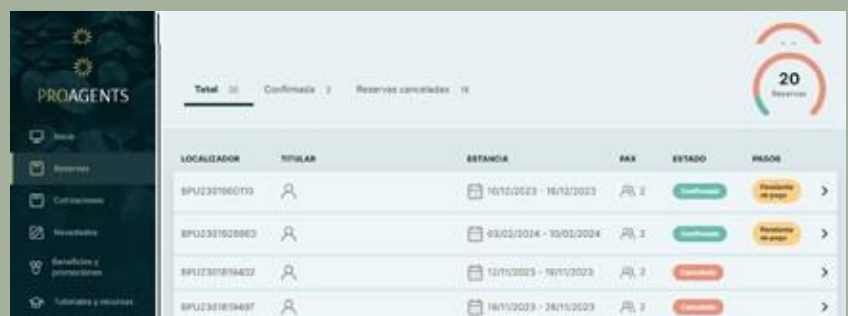 PROAGENTS
Inicio
Reservas
Cotizaciones
Novedades
Beneficios y
promociones
Tutoriales y recursos
Total 20
Confirmada 2
Reservas canceladas 18
20
Reservas
LOCALIZADOR TITULAR ESTANCIA PAX ESTADO PAGOS
10/12/2023 - 16/12/2023 2 Confirmada Pendiente
de pago
03/02/2024 - 10/02/2024 2 Confirmada Pendiente
de pago
12/11/2023 - 19/11/2023 2 Cancelada
19/11/2023 - 26/11/2023 2 Cancelada